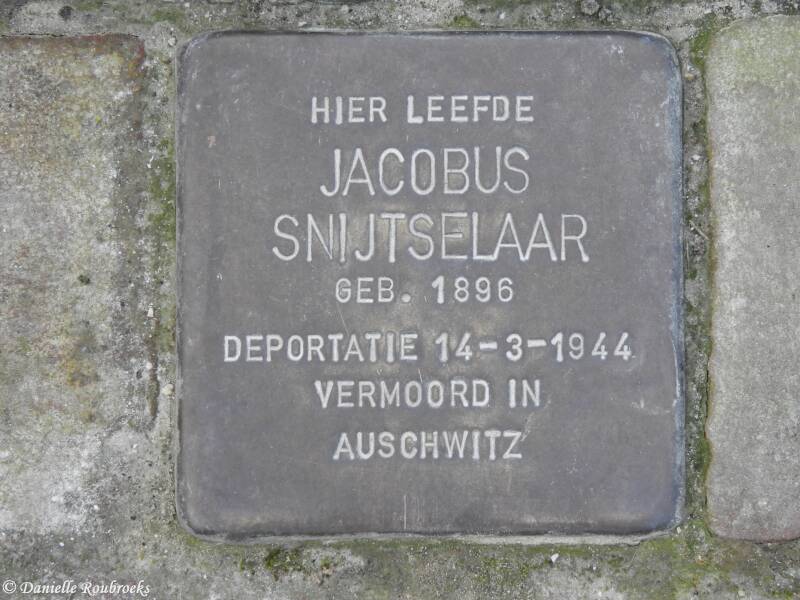 HIER LEEFDE
JACOBUS
SNIJTSELAAR
GEB. 1896
DEPORTATIE 14-3-1944
VERMOORD IN
AUSCHWITZ
© Danielle Roubroeks